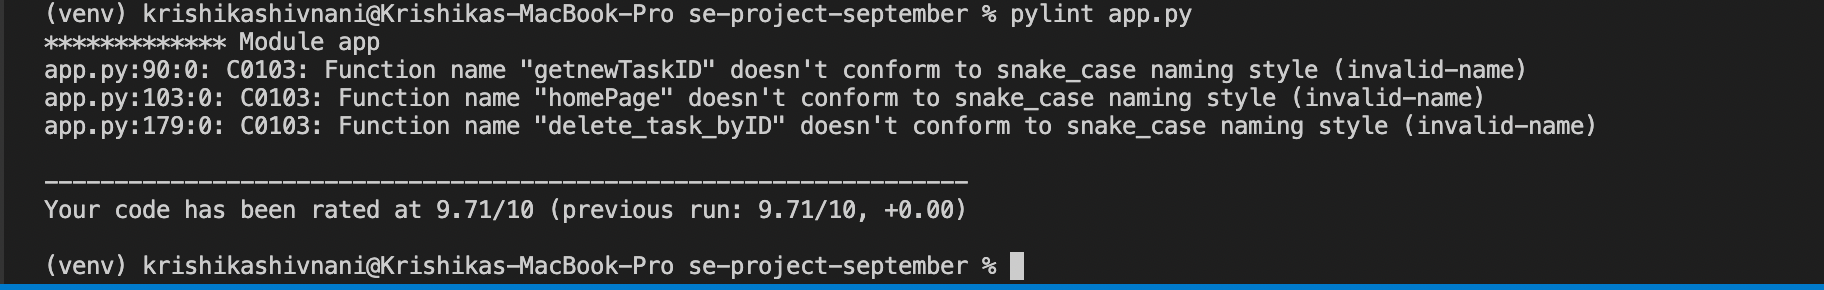 (venv) krishikashivnani@Krishikas-MacBook-Pro se-project-september % pylint app.py
************* Module app
app.py:90:0: C0103: Function name "getnewTaskID" doesn't conform to snake_case naming style (invalid-name)
app.py:103:0: C0103: Function name "homePage" doesn't conform to snake_case naming style (invalid-name)
app.py:179:0: C0103: Function name "delete_task_byID" doesn't conform to snake_case naming style (invalid-name)
------------------------------------------------------------------
Your code has been rated at 9.71/10 (previous run: 9.71/10, +0.00)
(venv) krishikashivnani@Krishikas-MacBook-Pro se-project-september %